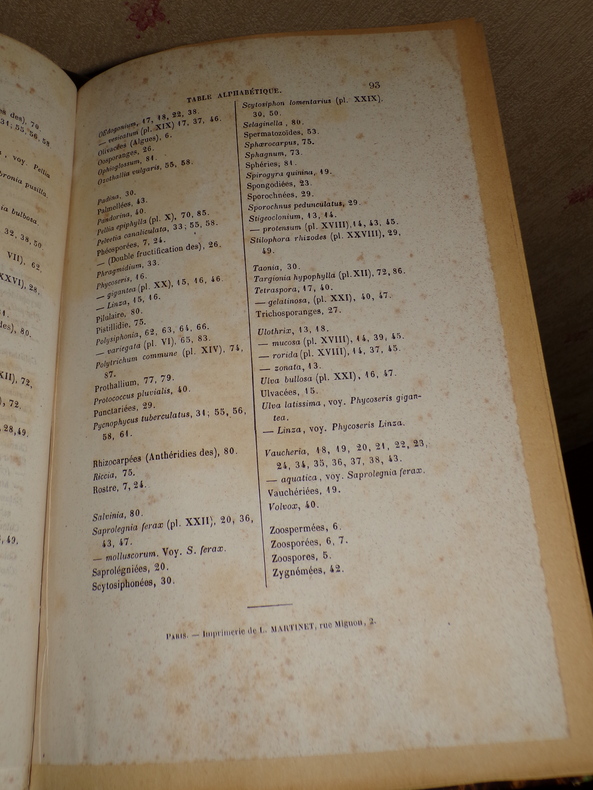 TABLE ALPHABÉTIQUE.
93
Œdogonium, 17, 18, 22, 38.
— vesicatum (pl. XIX) 17, 37, 46.
Olivacées (Algues), 6.
Oosporanges, 26.
Ophioglossum, 81.
Ozothallia vulgaris, 55, 58.
Padina, 30.
Palmellées, 43.
Pandorina, 40.
Pellia epiphylla (pl. X), 70, 85.
Pelvetia canaliculata, 33, 55, 58.
Phéosporées, 7, 24.
— (Double fructification des), 26.
Phragmidium, 33.
Phycoseris, 16.
— gigantea (pl. XX), 15, 16, 46.
— Linza, 15, 16.
Pilulaire, 80.
Pistillidie, 75.
Polysiphonia, 62, 63, 64, 66.
— variegata (pl. VI), 65, 83.
Polytrichum commune (pl. XIV), 74,
87.
Prothallium, 77, 79.
Protococcus pluvialis, 40.
Punctariées, 29.
Pycnophycus tuberculatus, 31, 55, 56,
58, 61.
Rhizocarpées (Anthéridies des), 80.
Riccia, 75.
Rostre, 7, 24.
Salvinia, 80.
Saprolegnia ferax (pl. XXII), 20, 36,
43, 47.
— molluscorum. Voy. S. ferax.
Saprolégniées, 20.
Scytosiphonées, 30.
Scytosiphon lomentarius (pl. XXIX),
30, 50.
Selaginella, 80.
Spermatozoïdes, 53.
Sphærocarpus, 75.
Sphagnum, 73.
Sphéries, 81.
Spirogyra quinina, 19.
Spongodiées, 23.
Sporochnées, 29.
Sporochnus pedunculatus, 29.
Stigeoclonium, 13, 14.
— protensum (pl. XVIII), 14, 43, 45.
Stilophora rhizodes (pl. XXVIII), 29,
49.
Taonia, 30.
Targionia hypophylla (pl. XII), 72, 86.
Tetraspora, 17, 40.
— gelatinosa, (pl. XXI), 40, 47.
Trichosporanges, 27.
Ulothrix, 13, 18.
— mucosa (pl. XVIII), 14, 39, 45.
— rorida (pl. XVIII), 14, 37, 45.
— zonata, 13.
Ulva bullosa (pl. XXI), 16, 47.
Ulvacées, 15.
Ulva latissima, voy. Phycoseris gigan-
tea.
— Linza, voy. Phycoseris Linza.
Vaucheria, 18, 19, 20, 21, 22, 23,
24, 34, 35, 36, 37, 38, 43.
— aquatica, voy. Saprolegnia ferax.
Vauchériées, 19.
Volvox, 40.
Zoospermées, 6.
Zoosporées, 6, 7.
Zoospores, 5.
Zygnémées, 42.
PARIS. — Imprimerie de L. MARTINET, rue Mignon, 2.